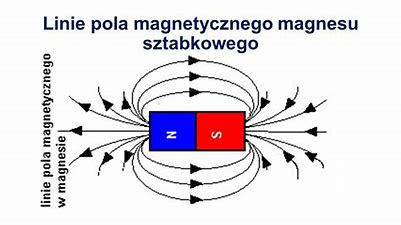 Linie pola magnetycznego magnesu
sztabkowego
linie pola magnetycznego
w magnesie
N
S